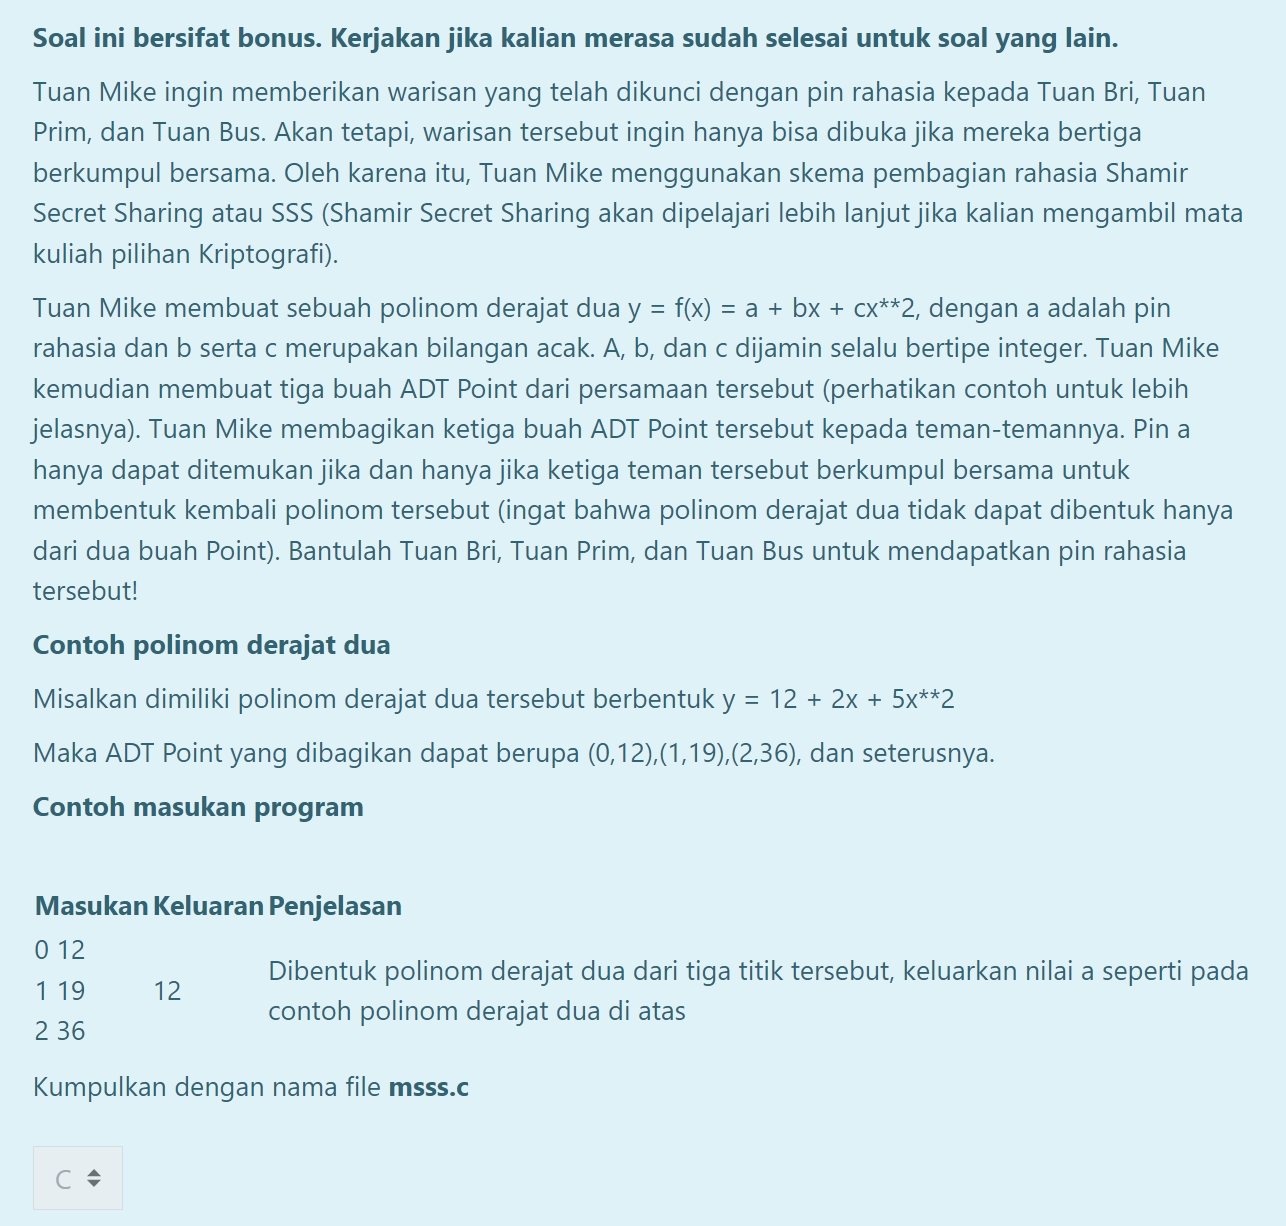 Soal ini bersifat bonus. Kerjakan jika kalian merasa sudah selesai untuk soal yang lain.
Tuan Mike ingin memberikan warisan yang telah dikunci dengan pin rahasia kepada Tuan Bri, Tuan
Prim, dan Tuan Bus. Akan tetapi, warisan tersebut ingin hanya bisa dibuka jika mereka bertiga
berkumpul bersama. Oleh karena itu, Tuan Mike menggunakan skema pembagian rahasia Shamir
Secret Sharing atau SSS (Shamir Secret Sharing akan dipelajari lebih lanjut jika kalian mengambil mata
kuliah pilihan Kriptografi).
Tuan Mike membuat sebuah polinom derajat dua y = f(x) = a + bx + cx**2, dengan a adalah pin
rahasia dan b serta c merupakan bilangan acak. A, b, dan c dijamin selalu bertipe integer. Tuan Mike
kemudian membuat tiga buah ADT Point dari persamaan tersebut (perhatikan contoh untuk lebih
jelasnya). Tuan Mike membagikan ketiga buah ADT Point tersebut kepada teman-temannya. Pin a
hanya dapat ditemukan jika dan hanya jika ketiga teman tersebut berkumpul bersama untuk
membentuk kembali polinom tersebut (ingat bahwa polinom derajat dua tidak dapat dibentuk hanya
dari dua buah Point). Bantulah Tuan Bri, Tuan Prim, dan Tuan Bus untuk mendapatkan pin rahasia
tersebut!
Contoh polinom derajat dua
Misalkan dimiliki polinom derajat dua tersebut berbentuk y = 12 + 2x + 5x**2
Maka ADT Point yang dibagikan dapat berupa (0,12),(1,19),(2,36), dan seterusnya.
Contoh masukan program
Masukan Keluaran Penjelasan
0 12
1 19
2 36
12
Dibentuk polinom derajat dua dari tiga titik tersebut, keluarkan nilai a seperti pada
contoh polinom derajat dua di atas
Kumpulkan dengan nama file msss.c
C